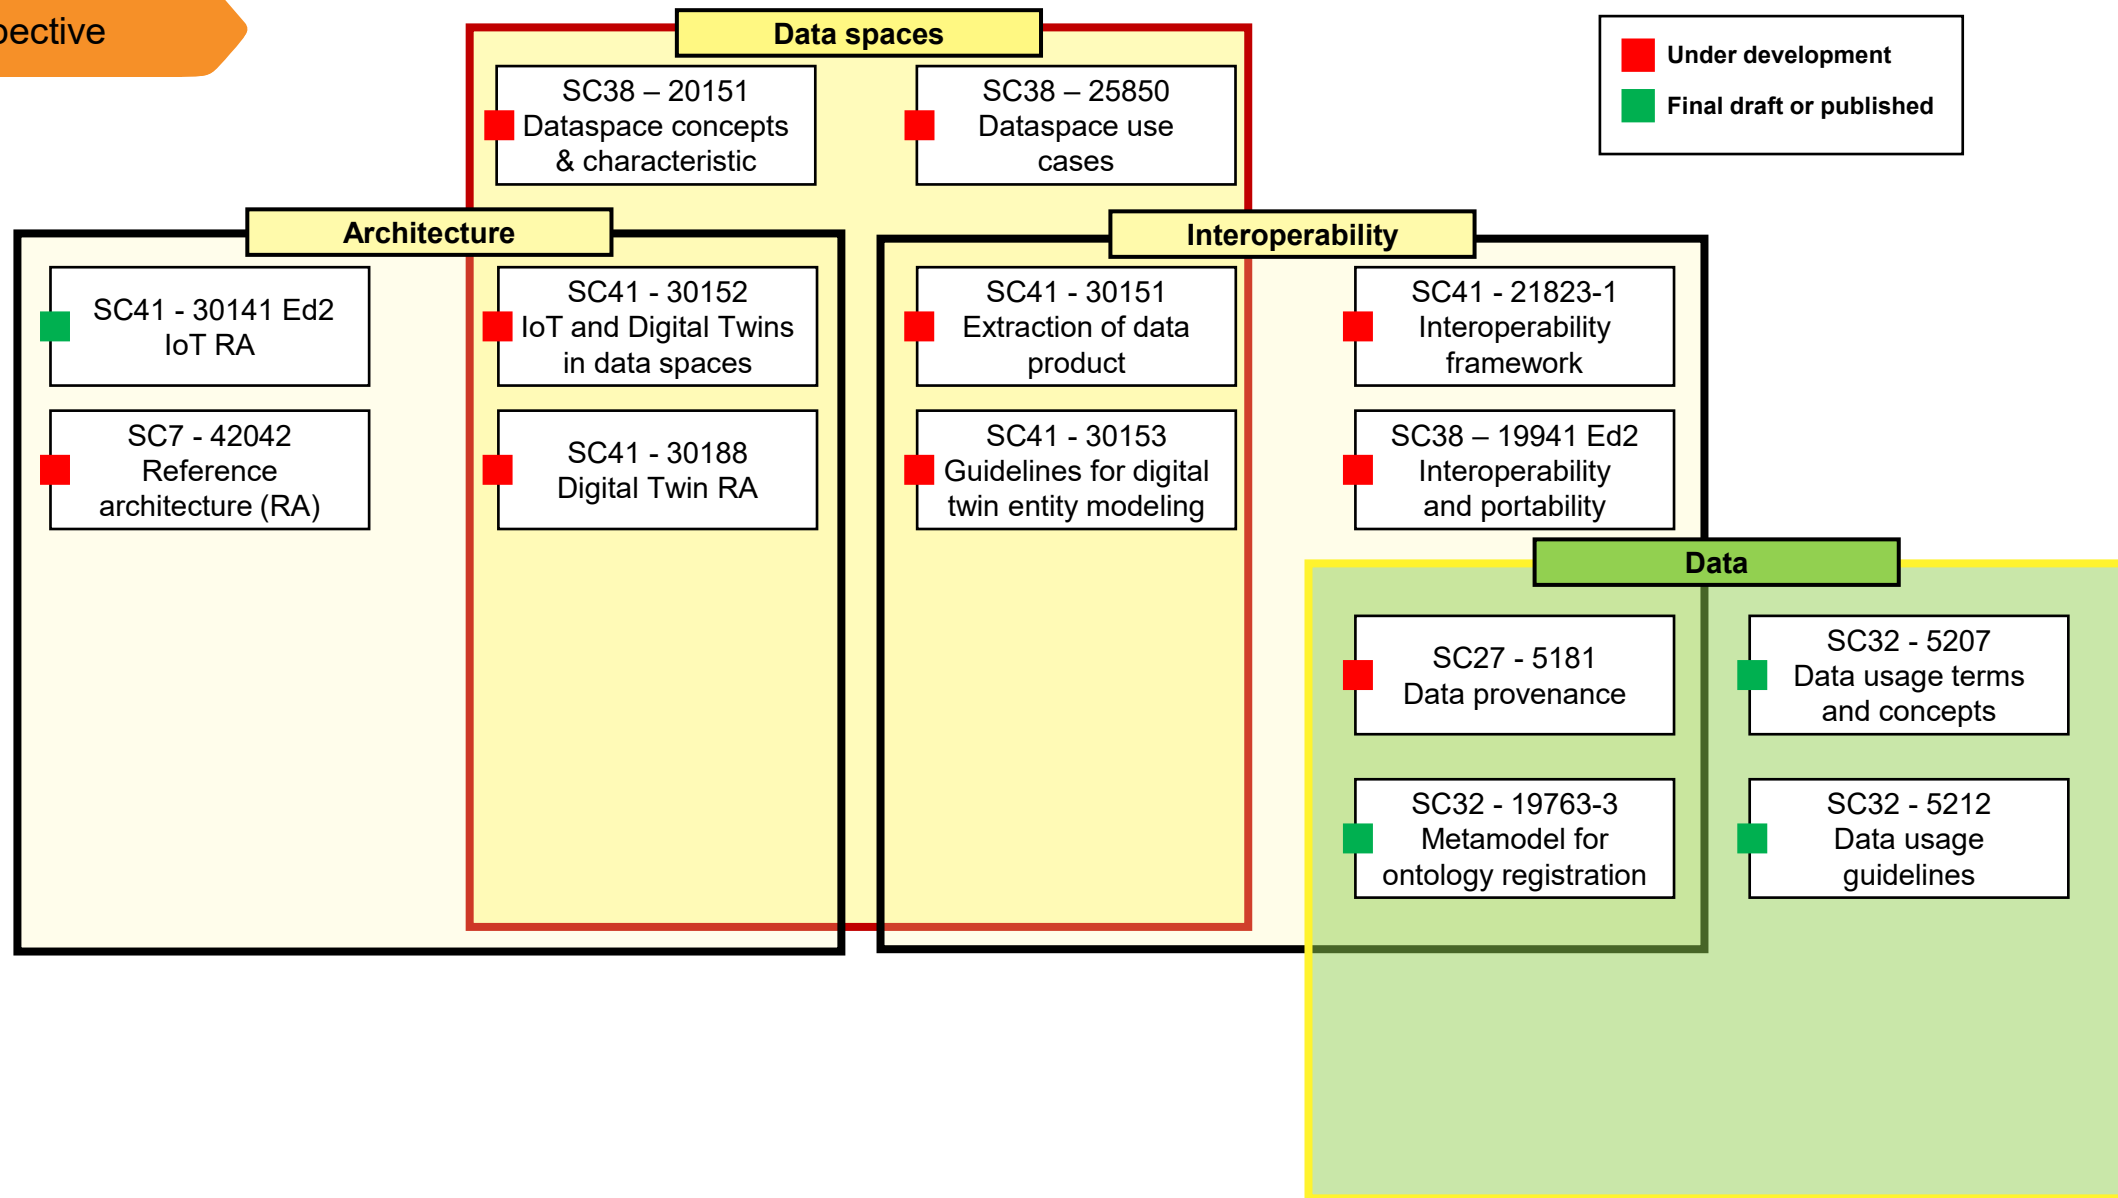 Data spaces
Under development
Final draft or published
SC38 – 20151
Dataspace concepts
& characteristic
SC38 – 25850
Dataspace use
cases
Architecture
Interoperability
SC41 - 30141 Ed2
IoT RA
SC41 - 30152
IoT and Digital Twins
in data spaces
SC41 - 30151
Extraction of data
product
SC41 - 21823-1
Interoperability
framework
SC7 - 42042
Reference
architecture (RA)
SC41 - 30188
Digital Twin RA
SC41 - 30153
Guidelines for digital
twin entity modeling
SC38 – 19941 Ed2
Interoperability
and portability
Data
SC27 - 5181
Data provenance
SC32 - 5207
Data usage terms
and concepts
SC32 - 19763-3
Metamodel for
ontology registration
SC32 - 5212
Data usage
guidelines